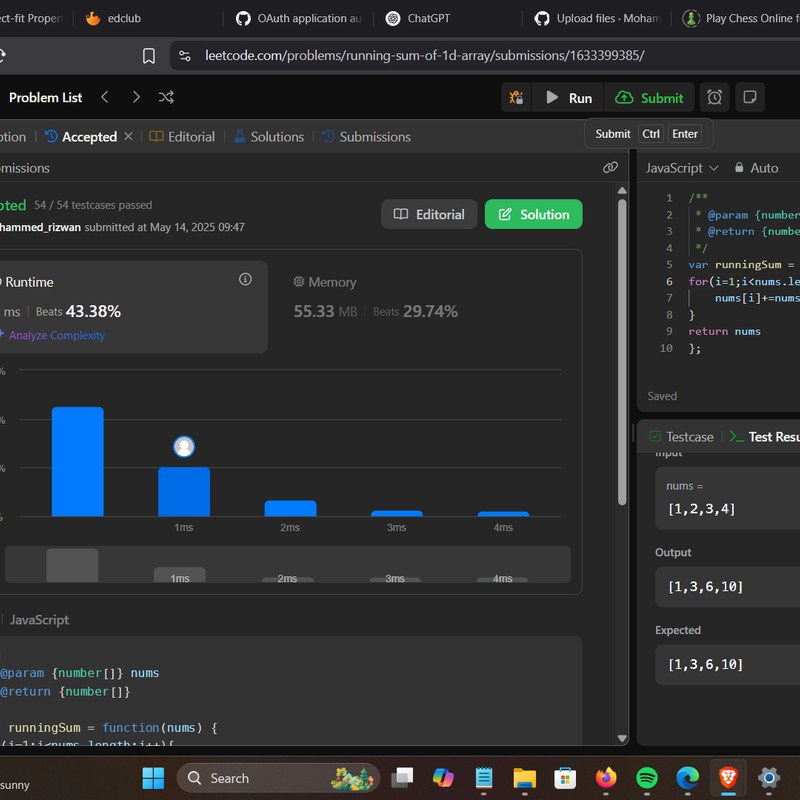 ct-fit Proper
edclub
OAuth application au
ChatGPT
Upload files · Moham
Play Chess Online f
leetcode.com/problems/running-sum-of-1d-array/submissions/1633399385/
Problem List
Run
Submit
ption
Accepted
Editorial
Solutions
Submissions
Submit Ctrl Enter
missions
pted 54 / 54 testcases passed
hammed_rizwan submitted at May 14, 2025 09:47
Editorial
Solution
Runtime
ms Beats 43.38%
Analyze Complexity
Memory
55.33 MB Beats 29.74%
%
%
%
%
1ms 2ms 3ms 4ms
1ms 2ms 3ms 4ms
JavaScript
@param {number[]} nums
@return {number[]}
runningSum = function(nums) {
(i=1;i<nums.length;i++){
JavaScript Auto
1 /**
2 * @param {number
3 * @return {numbe
4 */
5 var runningSum =
6 for(i=1;i<nums.le
7 nums[i]+=nums
8 }
9 return nums
10 };
Saved
Testcase
Test Resu
Input
nums =
[1,2,3,4]
Output
[1,3,6,10]
Expected
[1,3,6,10]
sunny
Search